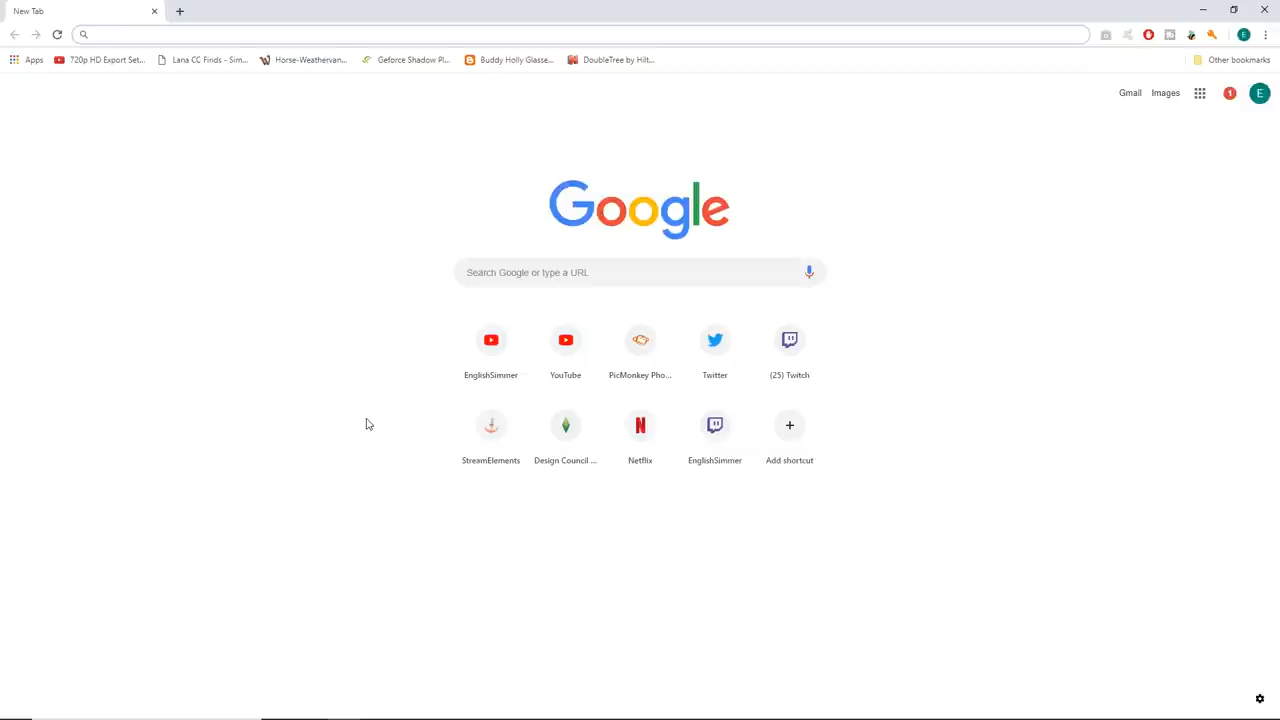 New Tab
Apps 720p HD Export Set... Lana CC Finds - Sim... Horse-Weathervan... Geforce Shadow Pl... Buddy Holly Glasse... DoubleTree by Hilt... Other bookmarks
Gmail Images 1 E
Google
Search Google or type a URL
EnglishSimmer YouTube PicMonkey Pho... Twitter (25) Twitch
StreamElements Design Council ... Netflix EnglishSimmer Add shortcut